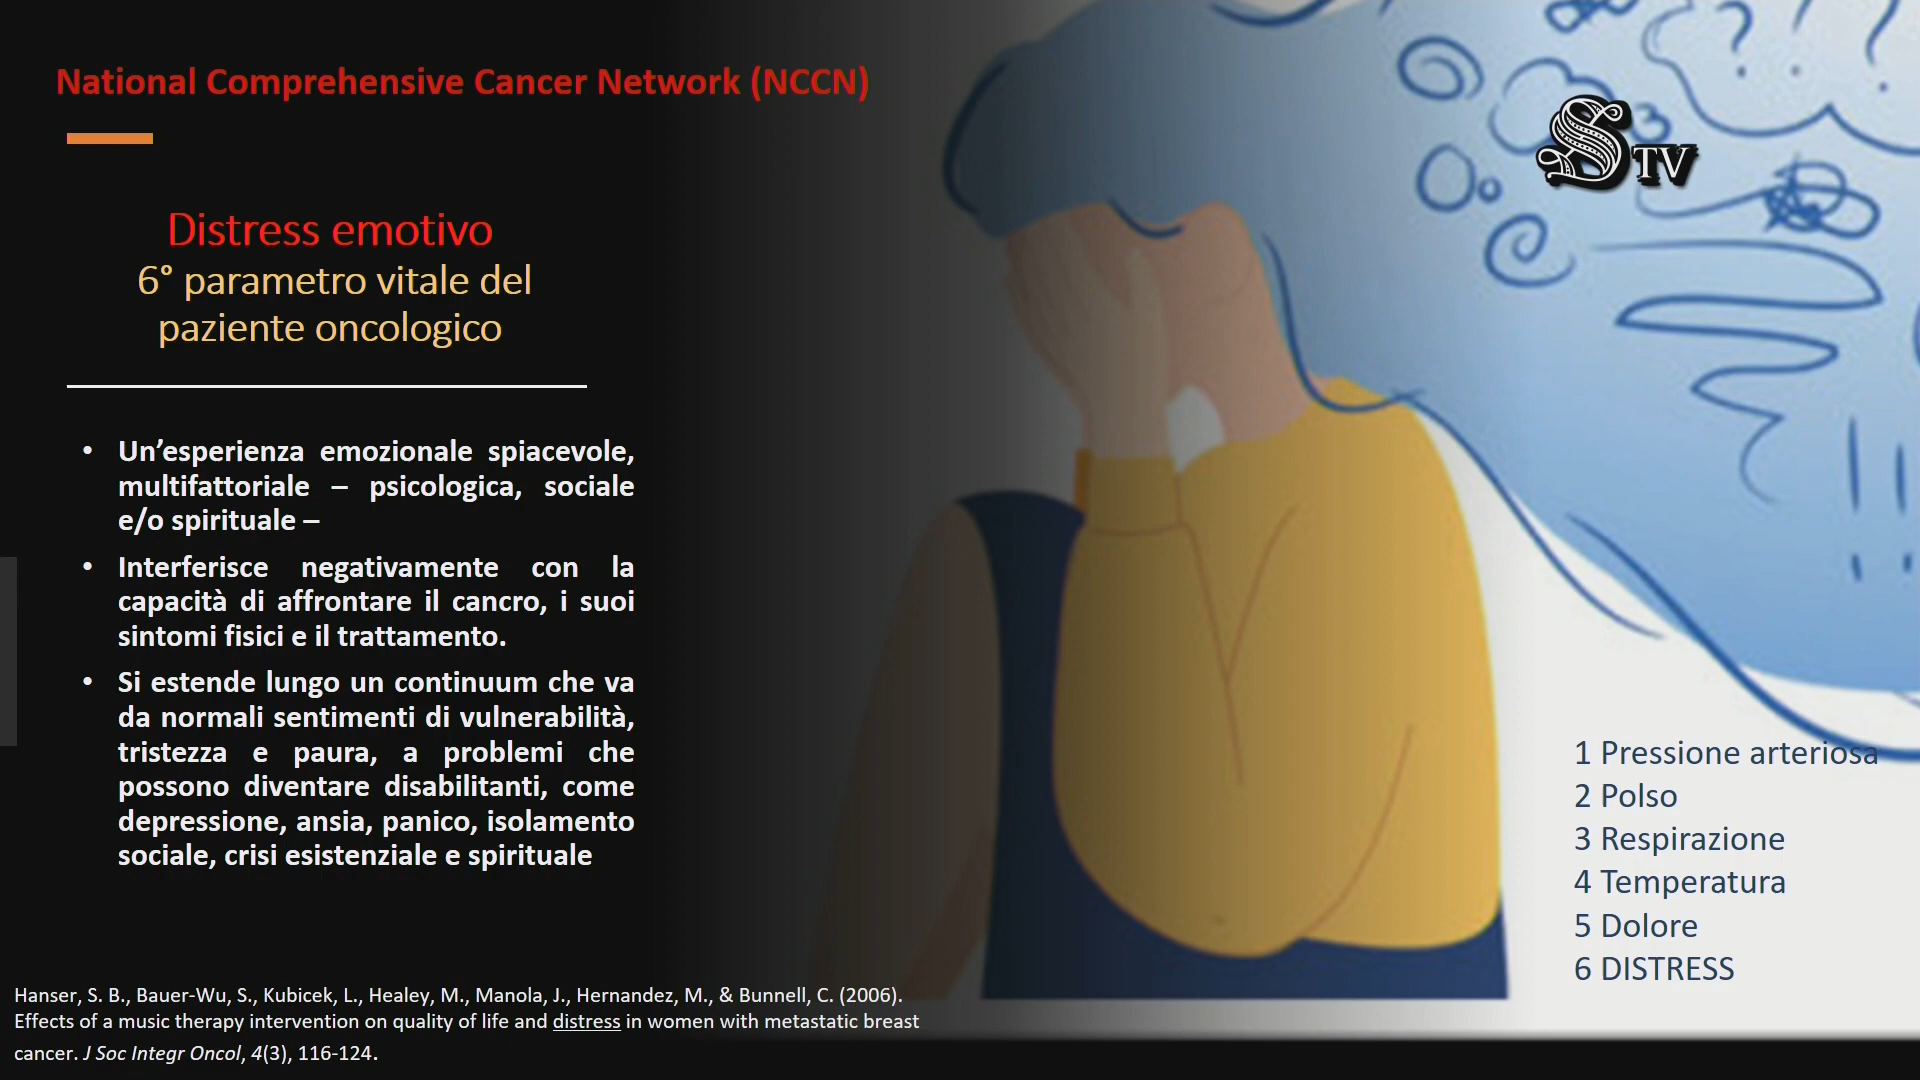 National Comprehensive Cancer Network (NCCN)
Distress emotivo
6° parametro vitale del
paziente oncologico
• Un’esperienza emozionale spiacevole,
multifattoriale – psicologica, sociale
e/o spirituale –
• Interferisce negativamente con la
capacità di affrontare il cancro, i suoi
sintomi fisici e il trattamento.
• Si estende lungo un continuum che va
da normali sentimenti di vulnerabilità,
tristezza e paura, a problemi che
possono diventare disabilitanti, come
depressione, ansia, panico, isolamento
sociale, crisi esistenziale e spirituale
Hanser, S. B., Bauer-Wu, S., Kubicek, L., Healey, M., Manola, J., Hernandez, M., & Bunnell, C. (2006).
Effects of a music therapy intervention on quality of life and distress in women with metastatic breast
cancer. J Soc Integr Oncol, 4(3), 116-124.
S TV
? ? ?
! !
1 Pressione arteriosa
2 Polso
3 Respirazione
4 Temperatura
5 Dolore
6 DISTRESS